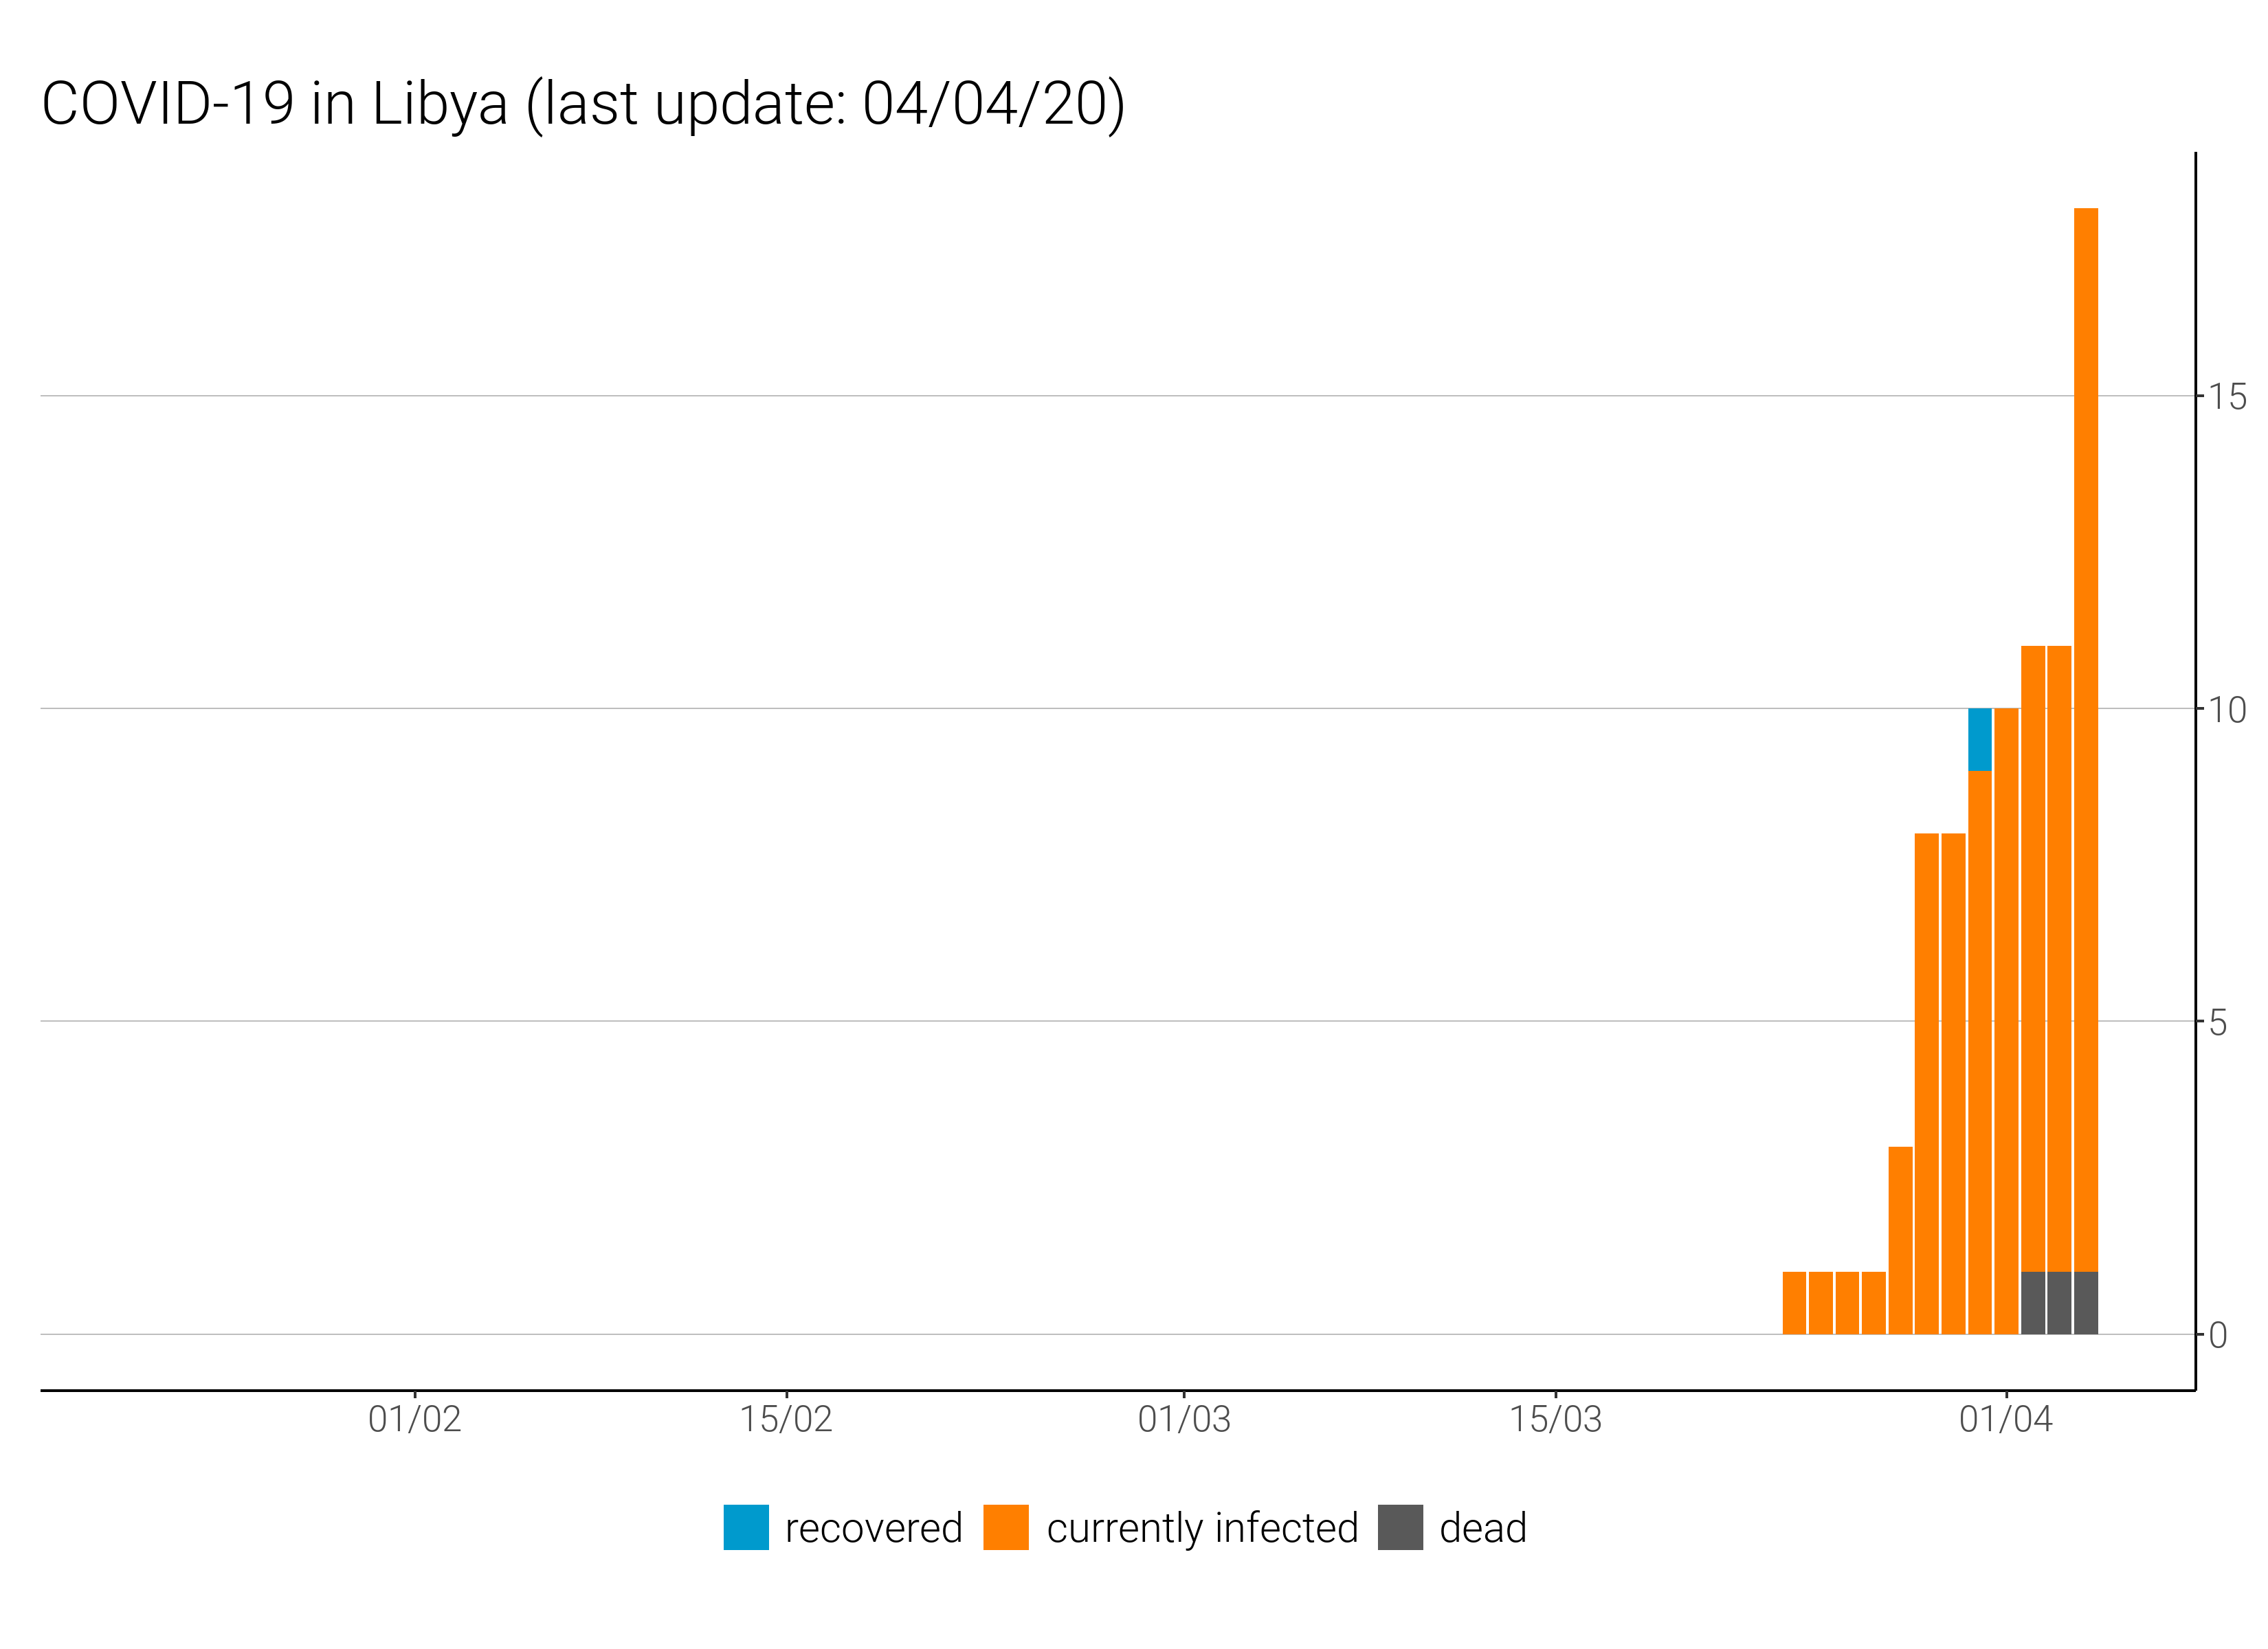 COVID-19 in Libya (last update: 04/04/20)
15
10
5
0
01/02 15/02 01/03 15/03 01/04
recovered currently infected dead